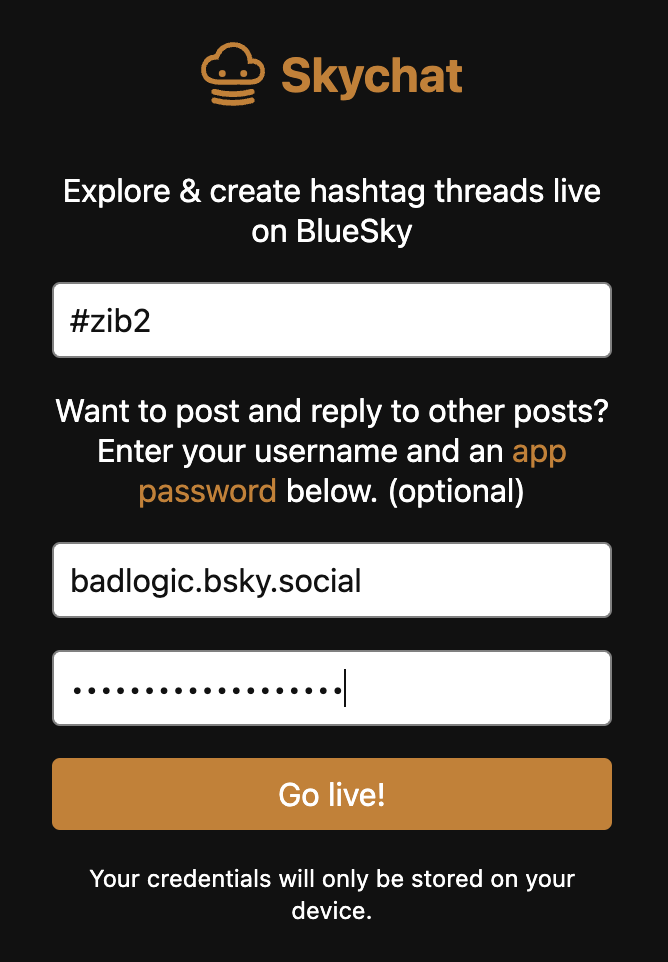 Skychat
Explore & create hashtag threads live
on BlueSky
#zib2
Want to post and reply to other posts?
Enter your username and an app
password below. (optional)
badlogic.bsky.social
•••••••••••••••••••
Go live!
Your credentials will only be stored on your
device.